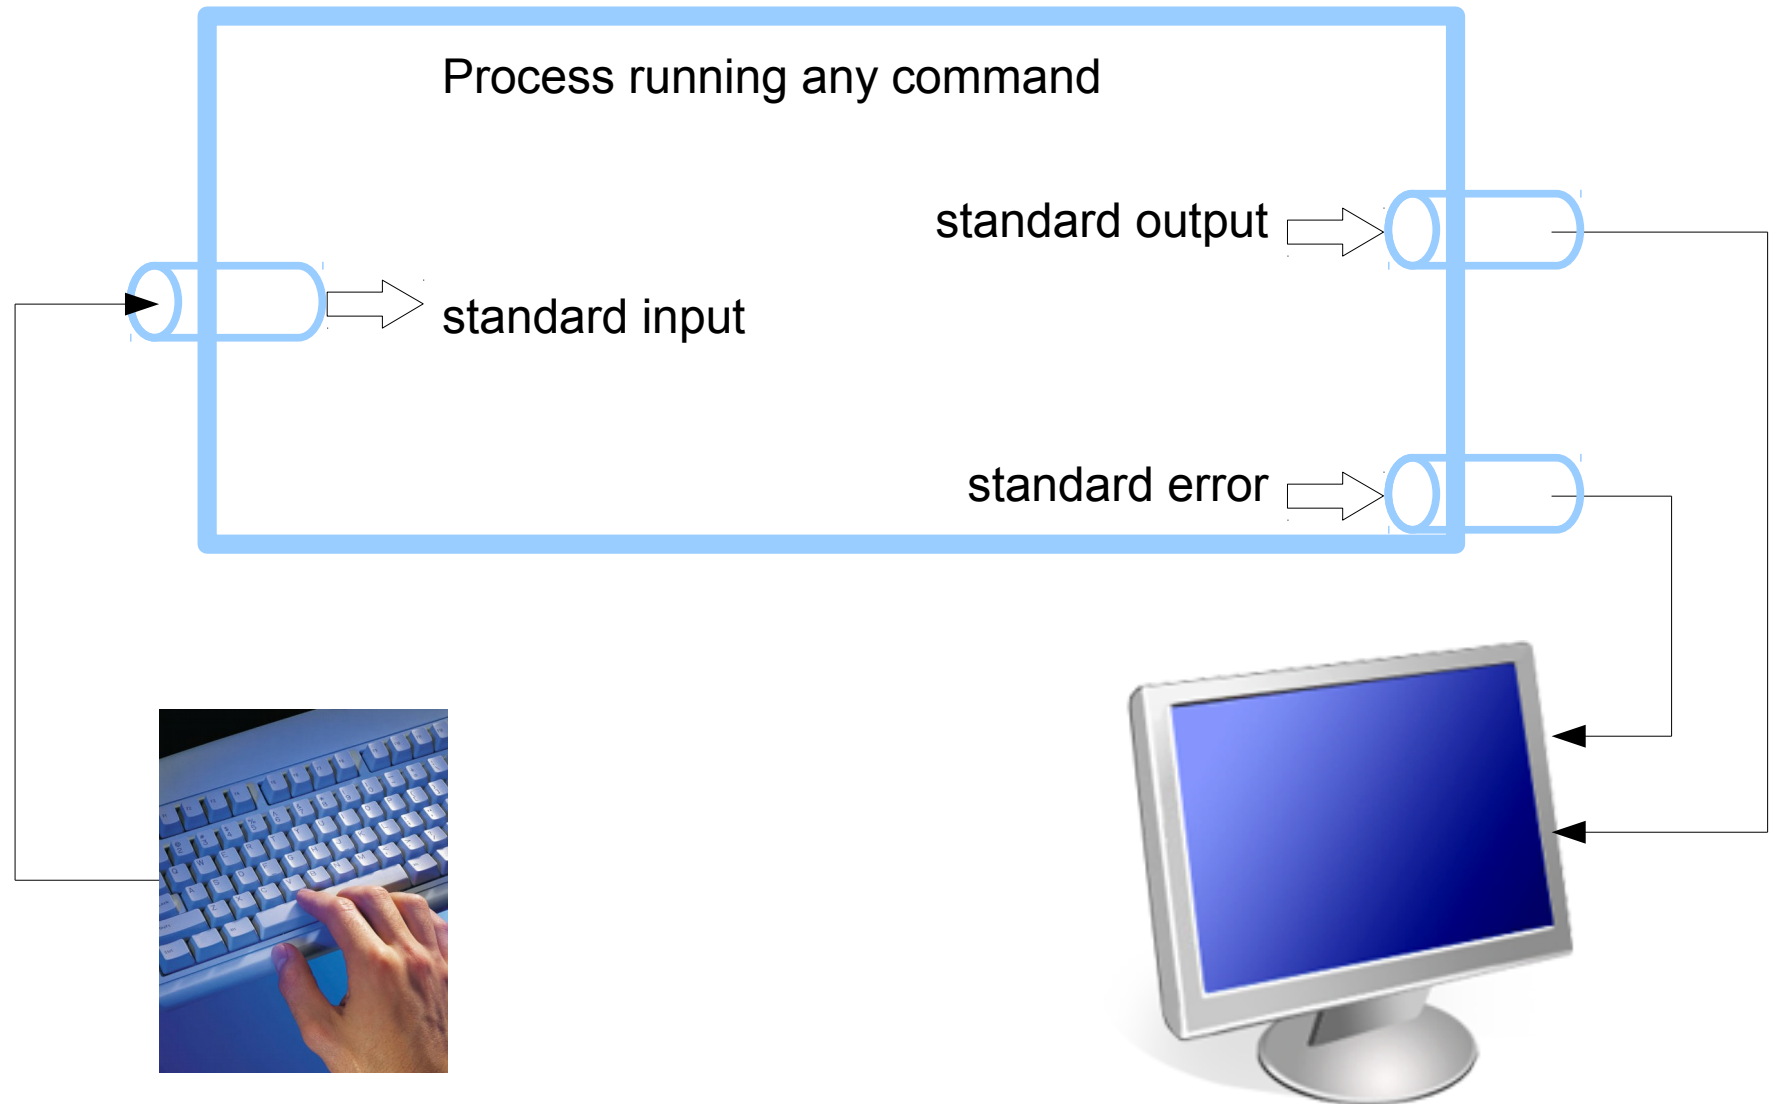 Process running any command
standard output
standard input
standard error